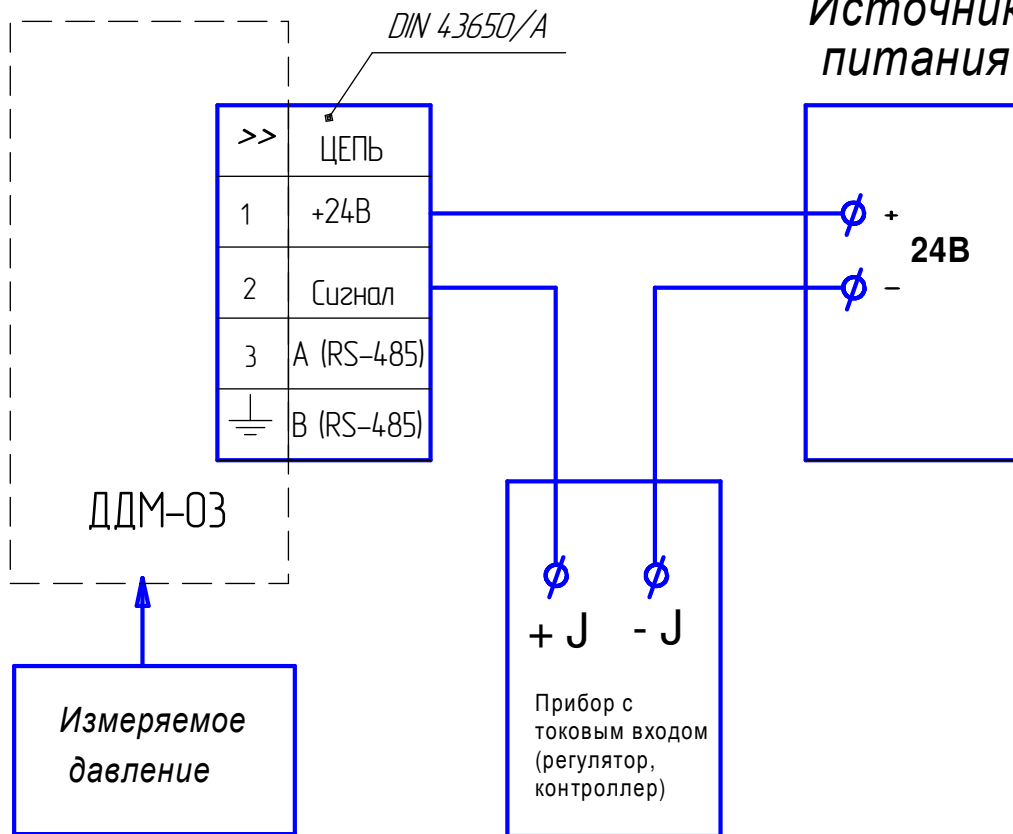 DIN 43650/A
Источник
питания
>> ЦЕПЬ
1 +24В
2 Сигнал
3 А (RS–485)
В (RS–485)
+
24В
–
ДДМ–03
+ J - J
Прибор с
токовым входом
(регулятор,
контроллер)
Измеряемое
давление